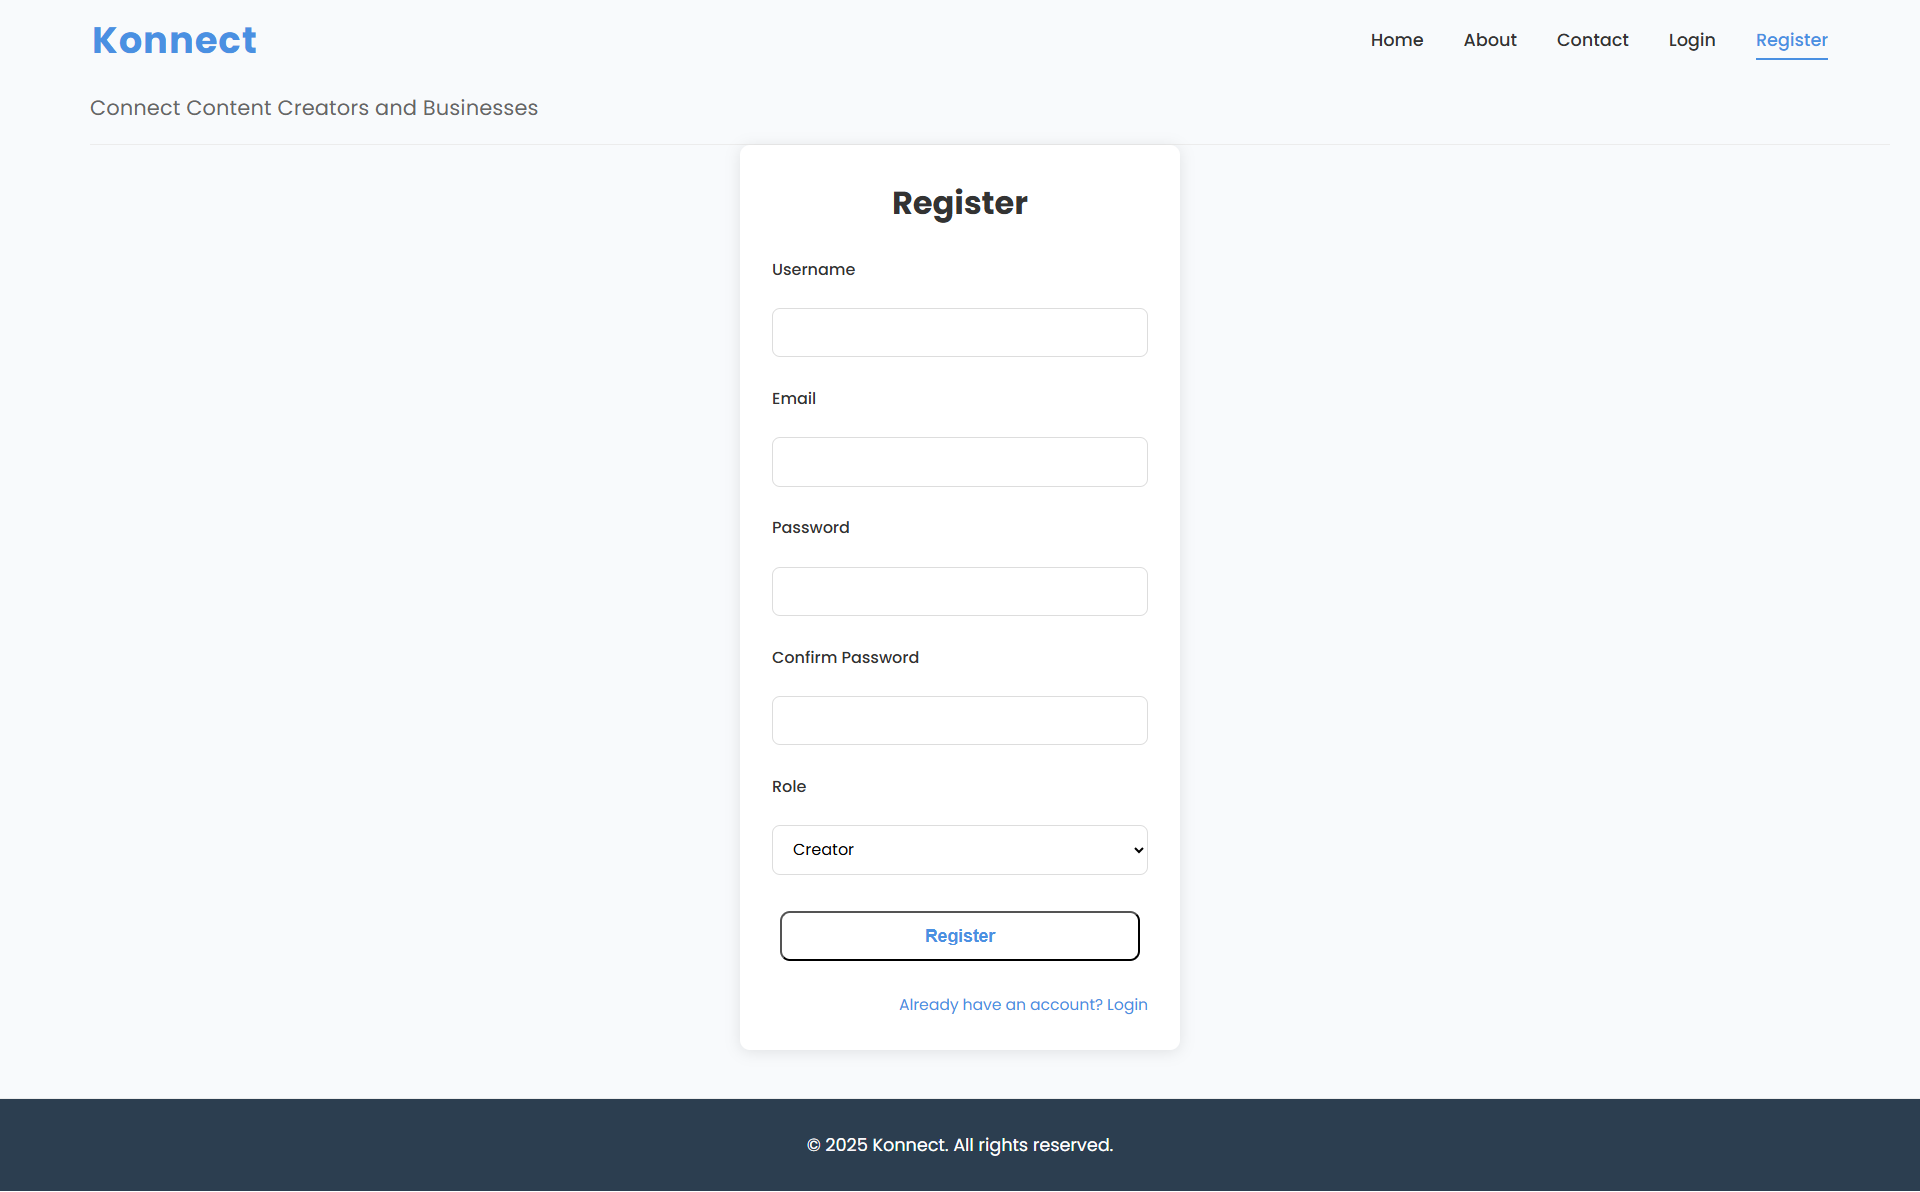 Konnect
Home About Contact Login Register
Connect Content Creators and Businesses
Register
Username
Email
Password
Confirm Password
Role
Creator
Register
Already have an account? Login
© 2025 Konnect. All rights reserved.